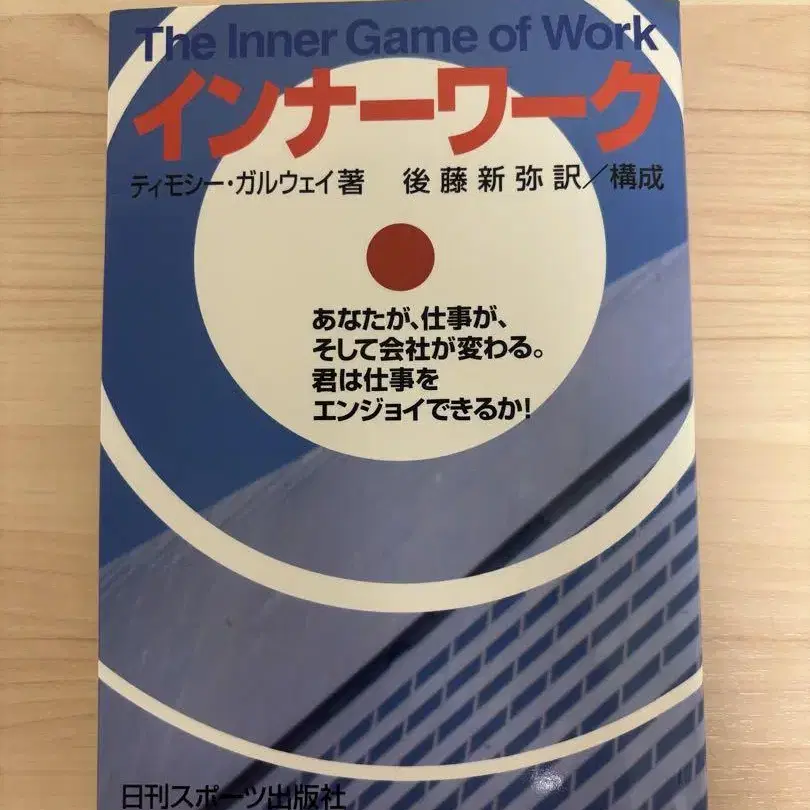 The Inner Game of Work
インナーワーク
ティモシー・ガルウェイ著 後藤新弥訳/構成
あなたが、仕事が、
そして会社が変わる。
君は仕事を
エンジョイできるか!
日刊スポーツ出版社